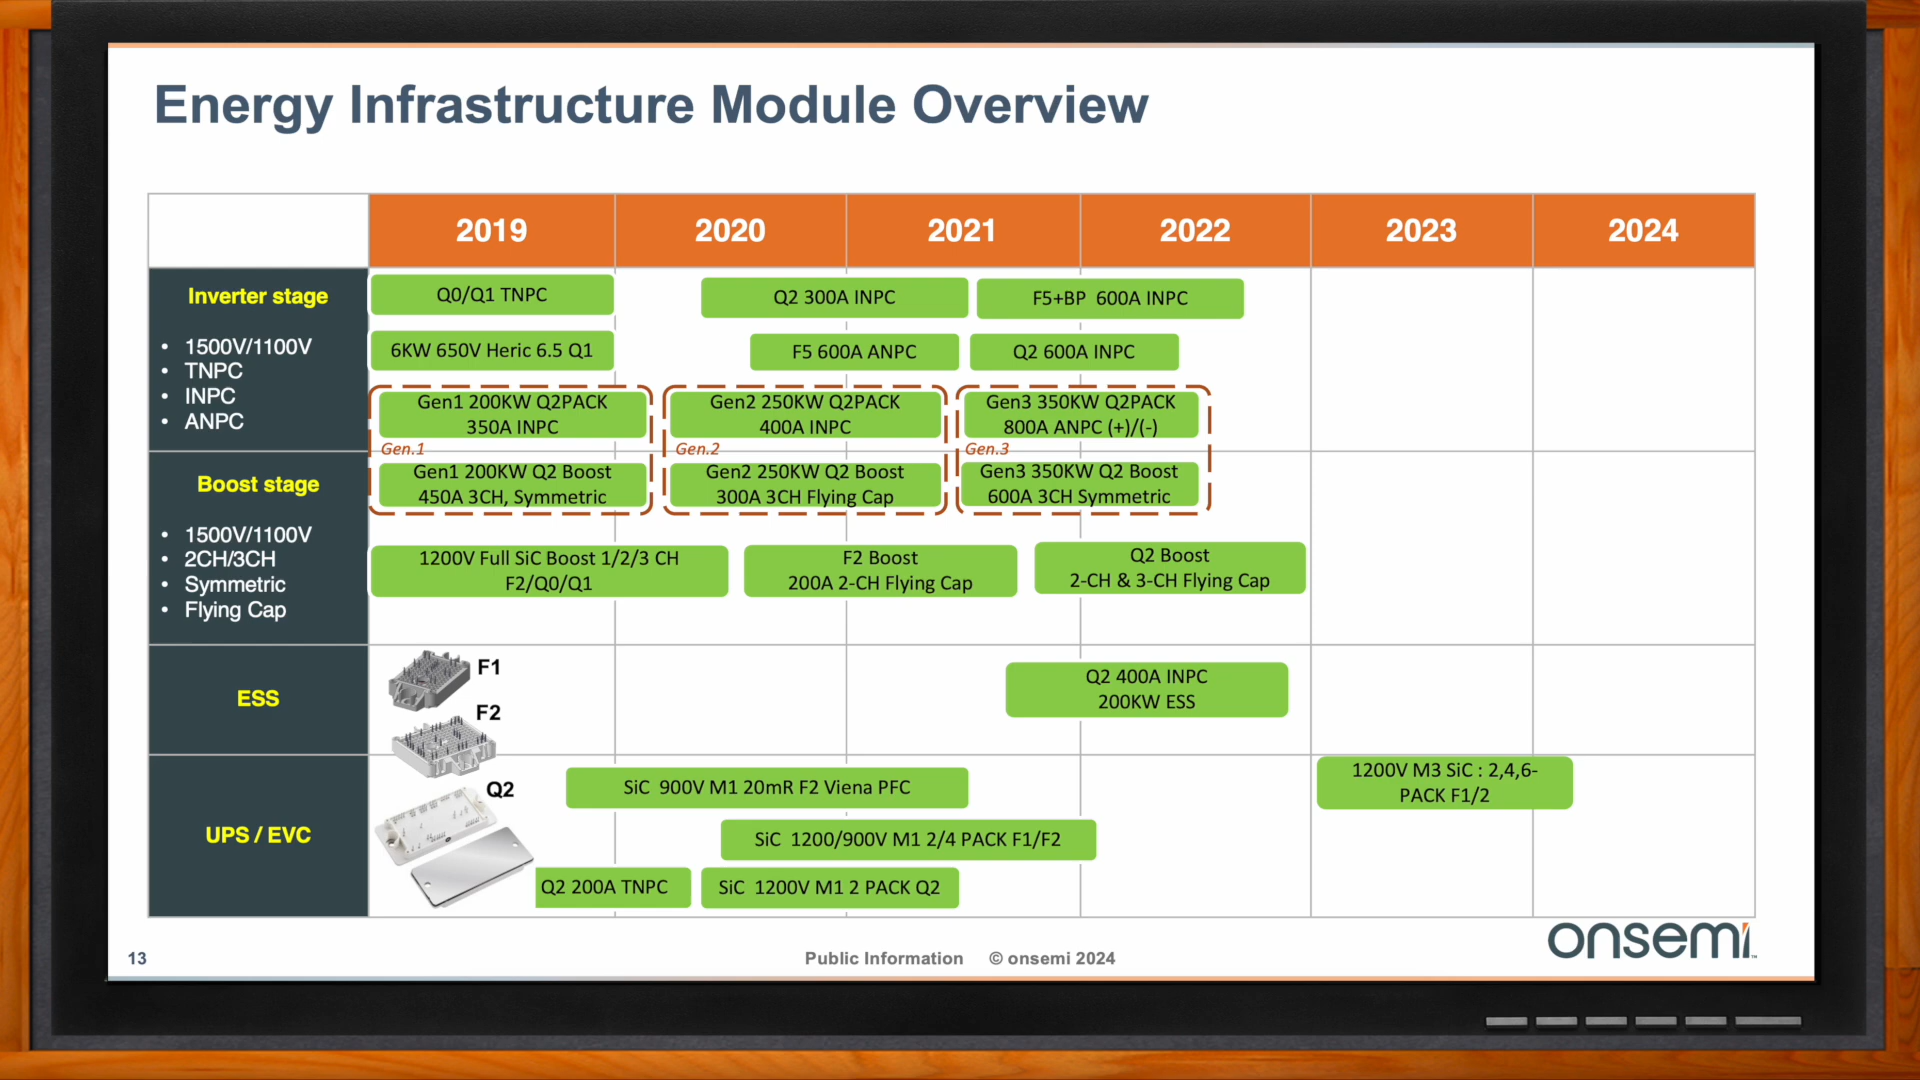 Energy Infrastructure Module Overview
2019 2020 2021 2022 2023 2024
Inverter stage
• 1500V/1100V
• TNPC
• INPC
• ANPC
Q0/Q1 TNPC
Q2 300A INPC
F5+BP 600A INPC
6KW 650V Heric 6.5 Q1
F5 600A ANPC
Q2 600A INPC
Gen1 200KW Q2PACK
350A INPC
Gen2 250KW Q2PACK
400A INPC
Gen3 350KW Q2PACK
800A ANPC (+)/(-)
Gen.1
Gen.2
Gen.3
Boost stage
• 1500V/1100V
• 2CH/3CH
• Symmetric
• Flying Cap
Gen1 200KW Q2 Boost
450A 3CH, Symmetric
Gen2 250KW Q2 Boost
300A 3CH Flying Cap
Gen3 350KW Q2 Boost
600A 3CH Symmetric
1200V Full SiC Boost 1/2/3 CH
F2/Q0/Q1
F2 Boost
200A 2-CH Flying Cap
Q2 Boost
2-CH & 3-CH Flying Cap
ESS
F1
F2
Q2 400A INPC
200KW ESS
UPS / EVC
Q2
SiC 900V M1 20mR F2 Viena PFC
1200V M3 SiC : 2,4,6-
PACK F1/2
SiC 1200/900V M1 2/4 PACK F1/F2
Q2 200A TNPC
SiC 1200V M1 2 PACK Q2
onsemi™
13
Public Information © onsemi 2024